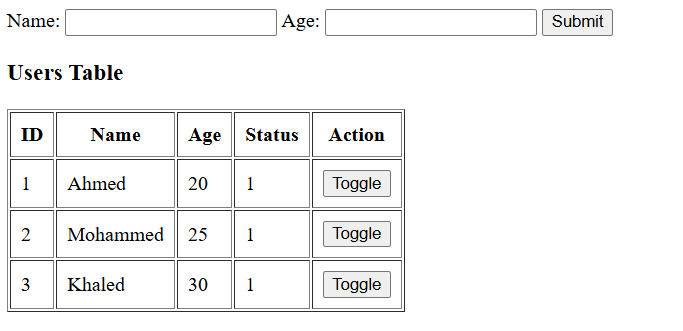 Name: Age: Submit
Users Table
ID Name Age Status Action
1 Ahmed 20 1 Toggle
2 Mohammed 25 1 Toggle
3 Khaled 30 1 Toggle